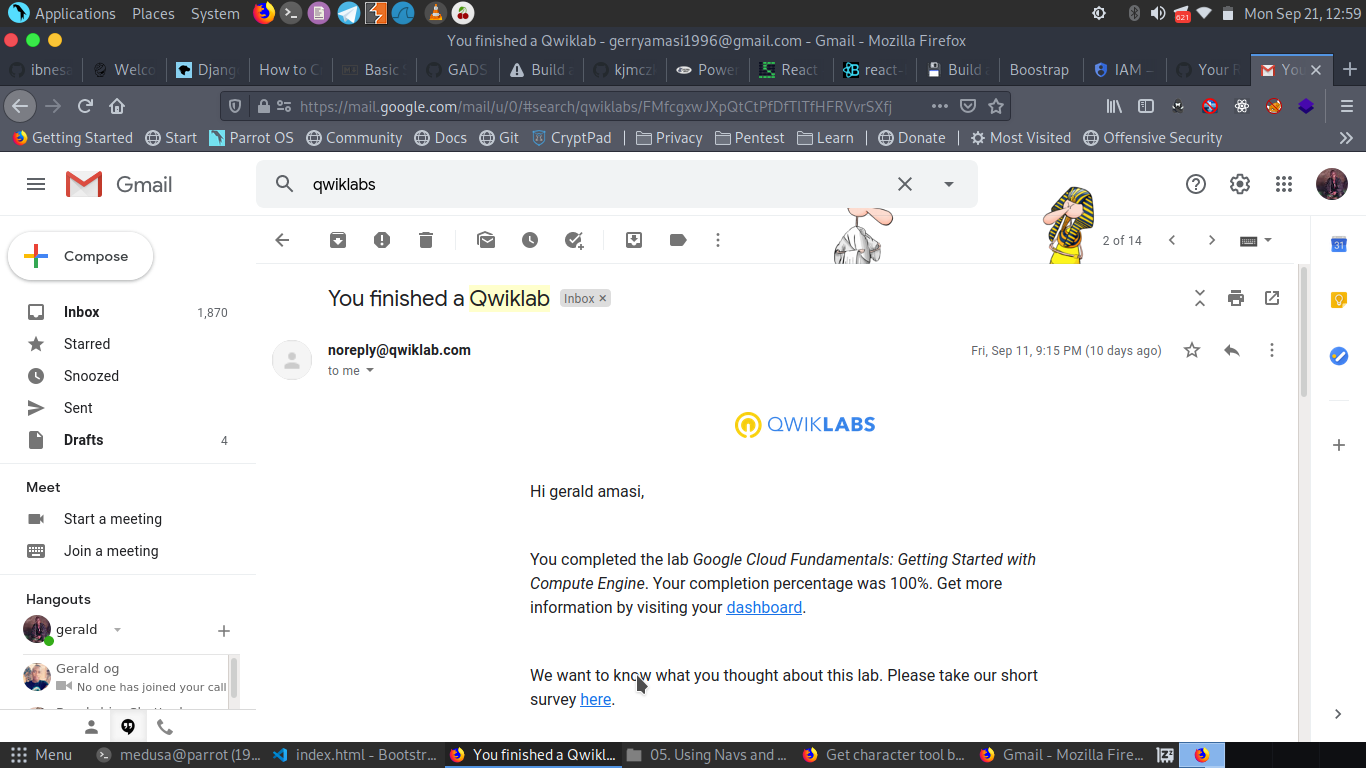 Applications Places System 621 Mon Sep 21, 12:59
You finished a Qwiklab - gerryamasi1996@gmail.com - Gmail - Mozilla Firefox
ibnesa Welco Djang How to C Basic GADS Build a kjmcz Power React react- Build a Boostrap IAM – Your F You
https://mail.google.com/mail/u/0/#search/qwiklabs/FMfcgxwJXpQtCtPfDfTlTfHFRVvrSXfj
Getting Started Start Parrot OS Community Docs Git CryptPad Privacy Pentest Learn Donate Most Visited Offensive Security
Gmail qwiklabs
Compose 2 of 14
31
You finished a Qwiklab Inbox ×
Inbox 1,870
Starred
Snoozed
Sent
Drafts 4
noreply@qwiklab.com Fri, Sep 11, 9:15 PM (10 days ago)
to me
QWIKLABS
Meet
Start a meeting
Join a meeting
Hangouts
gerald
Gerald og
No one has joined your call
Hi gerald amasi,
You completed the lab Google Cloud Fundamentals: Getting Started with
Compute Engine. Your completion percentage was 100%. Get more
information by visiting your dashboard.
We want to know what you thought about this lab. Please take our short
survey here.
Menu medusa@parrot (19... index.html - Bootstr... You finished a Qwikl... 05. Using Navs and ... Get character tool b... Gmail - Mozilla Fire...